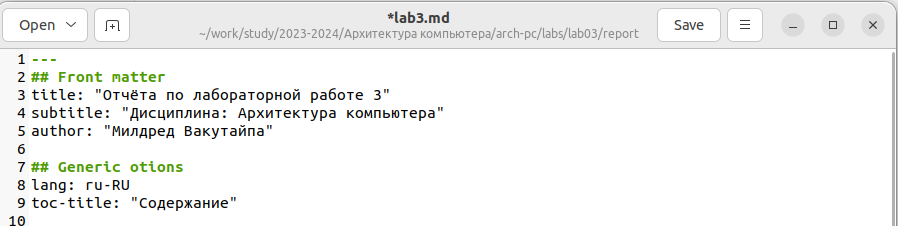 Open
*lab3.md
~/work/study/2023-2024/Архитектура компьютера/arch-pc/labs/lab03/report
Save
1 ---
2 ## Front matter
3 title: "Отчёта по лабораторной работе 3"
4 subtitle: "Дисциплина: Архитектура компьютера"
5 author: "Милдред Вакутайпа"
6
7 ## Generic otions
8 lang: ru-RU
9 toc-title: "Содержание"
10